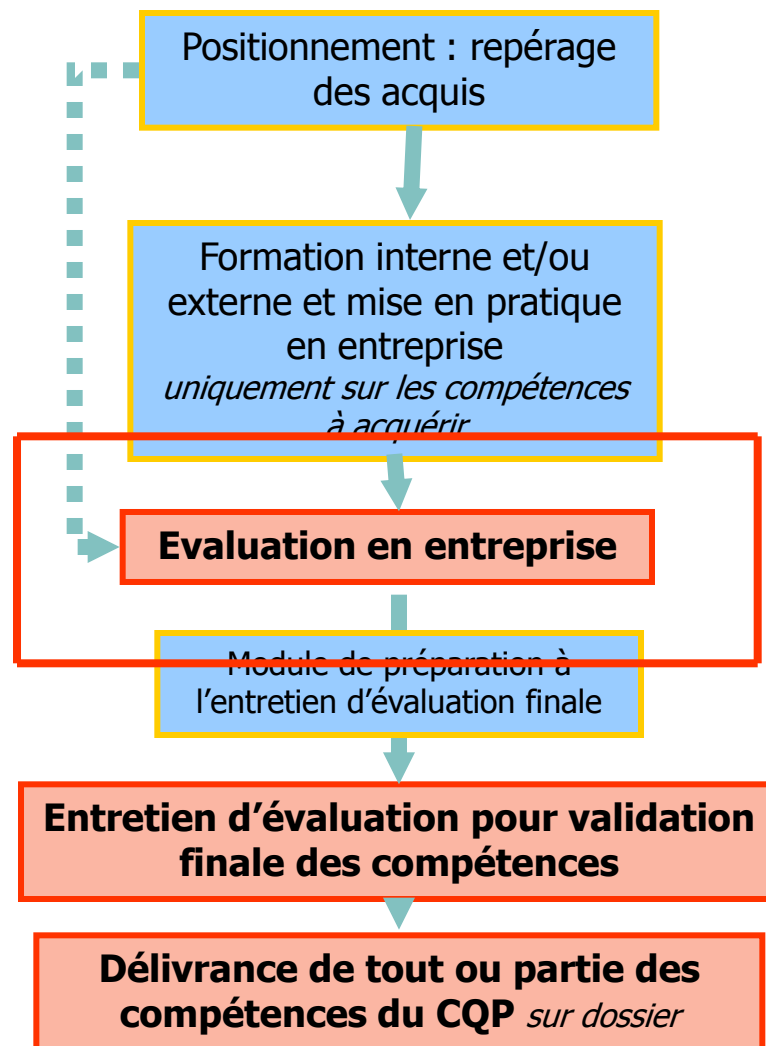 Positionnement : repérage
des acquis
Formation interne et/ou
externe et mise en pratique
en entreprise
uniquement sur les compétences
à acquérir
Evaluation en entreprise
Module de préparation à
l’entretien d’évaluation finale
Entretien d’évaluation pour validation
finale des compétences
Délivrance de tout ou partie des
compétences du CQP sur dossier